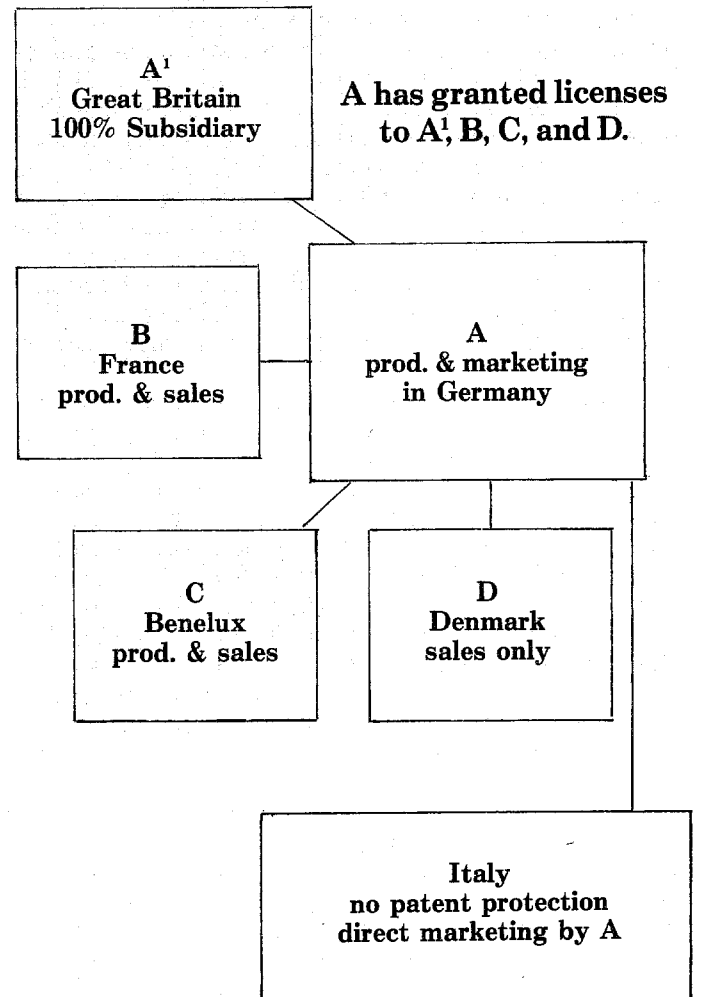 A¹
Great Britain
100% Subsidiary
A has granted licenses
to A¹, B, C, and D.
B
France
prod. & sales
A
prod. & marketing
in Germany
C
Benelux
prod. & sales
D
Denmark
sales only
Italy
no patent protection
direct marketing by A